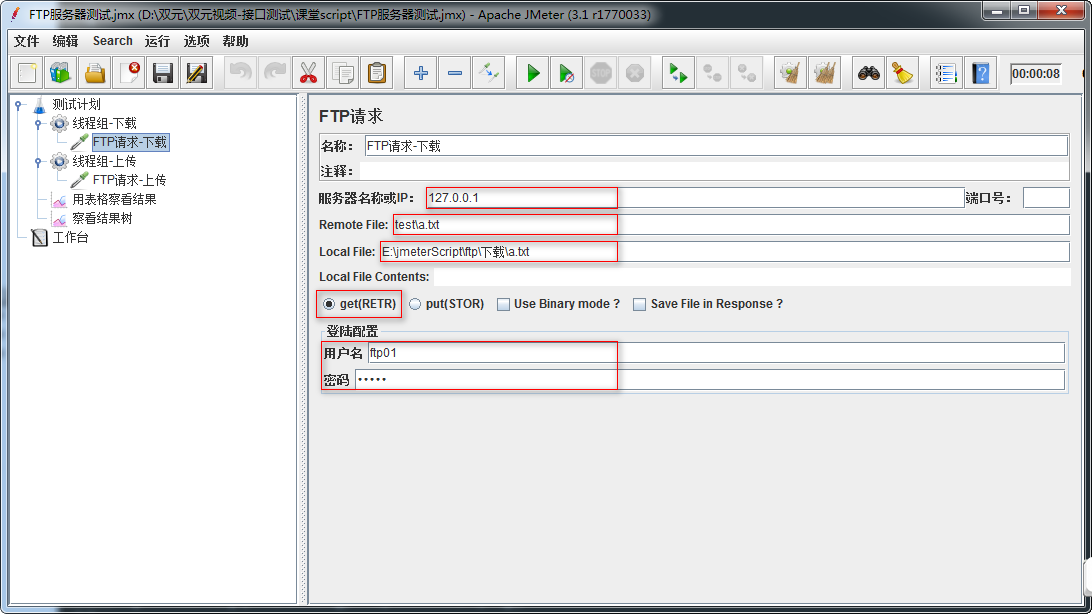 FTP服务器测试.jmx (D:\双元\双元视频-接口测试\课堂script\FTP服务器测试.jmx) - Apache JMeter (3.1 r1770033)
文件 编辑 Search 运行 选项 帮助
STOP 00:00:08
测试计划
线程组-下载
FTP请求-下载
线程组-上传
FTP请求-上传
用表格察看结果
察看结果树
工作台
FTP请求
名称： FTP请求-下载
注释：
服务器名称或IP： 127.0.0.1 端口号：
Remote File: test\a.txt
Local File: E:\jmeterScript\ftp\下载\a.txt
Local File Contents:
get(RETR) put(STOR) Use Binary mode ? Save File in Response ?
登陆配置
用户名 ftp01
密码 •••••